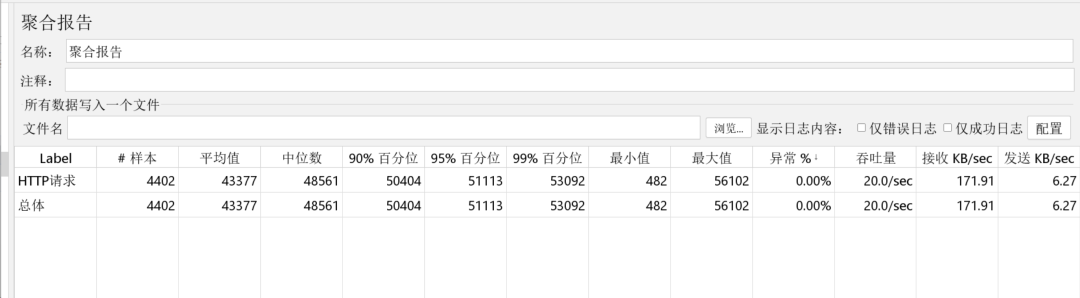 聚合报告
名称： 聚合报告
注释：
所有数据写入一个文件
文件名 浏览... 显示日志内容： 仅错误日志 仅成功日志 配置
Label # 样本 平均值 中位数 90% 百分位 95% 百分位 99% 百分位 最小值 最大值 异常 % ↓ 吞吐量 接收 KB/sec 发送 KB/sec
HTTP请求 4402 43377 48561 50404 51113 53092 482 56102 0.00% 20.0/sec 171.91 6.27
总体 4402 43377 48561 50404 51113 53092 482 56102 0.00% 20.0/sec 171.91 6.27